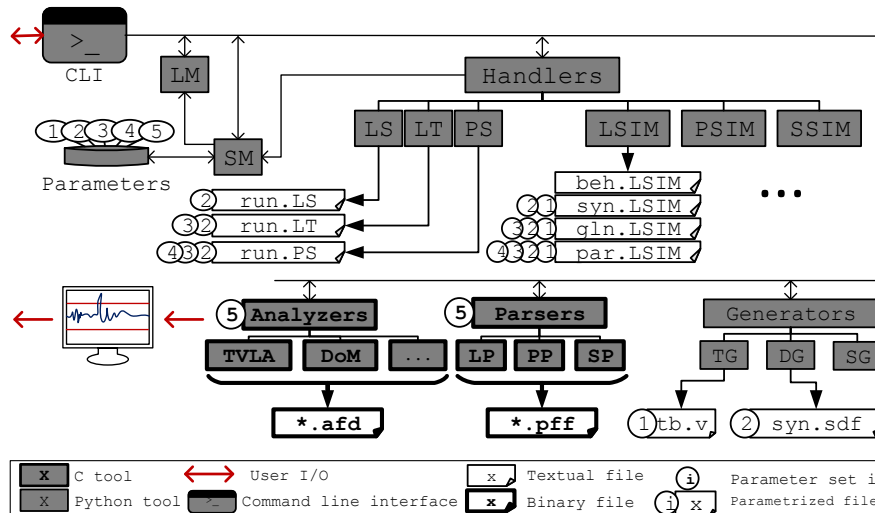 >_
CLI
LM
Handlers
1 2 3 4 5
SM
Parameters
LS LT PS LSIM PSIM SSIM
2 run.LS
3 2 run.LT
4 3 2 run.PS
beh.LSIM
2 1 syn.LSIM
3 2 1 gln.LSIM
4 3 2 1 par.LSIM
...
5 Analyzers
TVLA DoM ...
*.afd
5 Parsers
LP PP SP
*.pff
Generators
TG DG SG
1 tb.v
2 syn.sdf
x C tool
User I/O
x Textual file
i Parameter set i
x Python tool
>_ Command line interface
x Binary file
i x Parametrized file